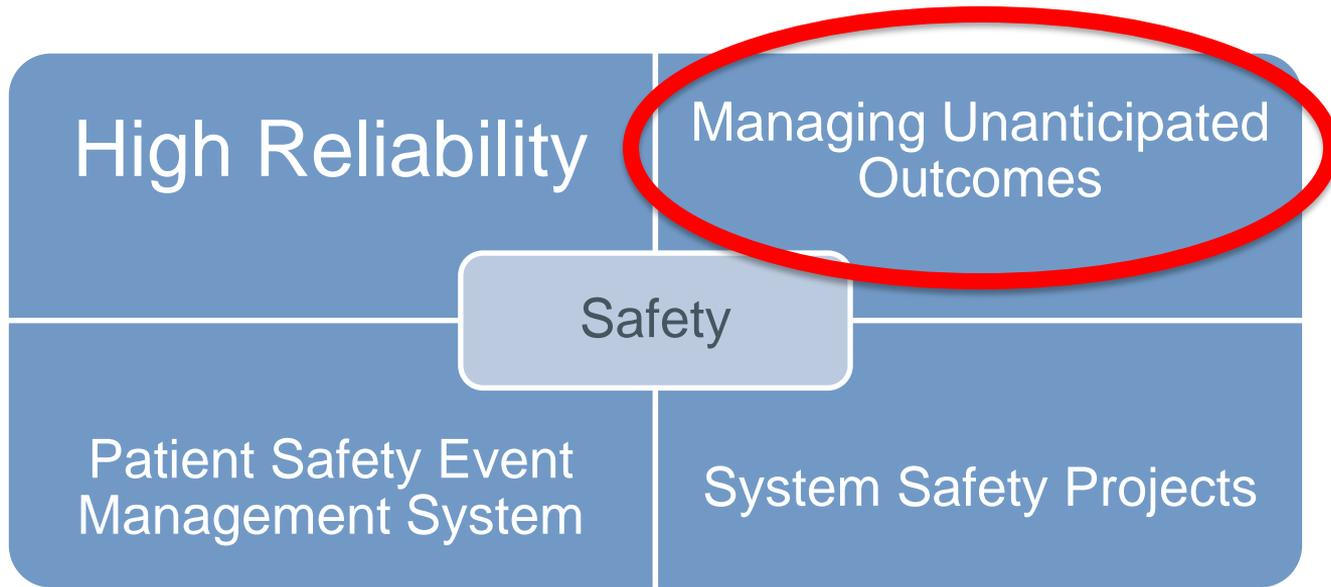 High Reliability
Managing Unanticipated
Outcomes
Safety
Patient Safety Event
Management System
System Safety Projects